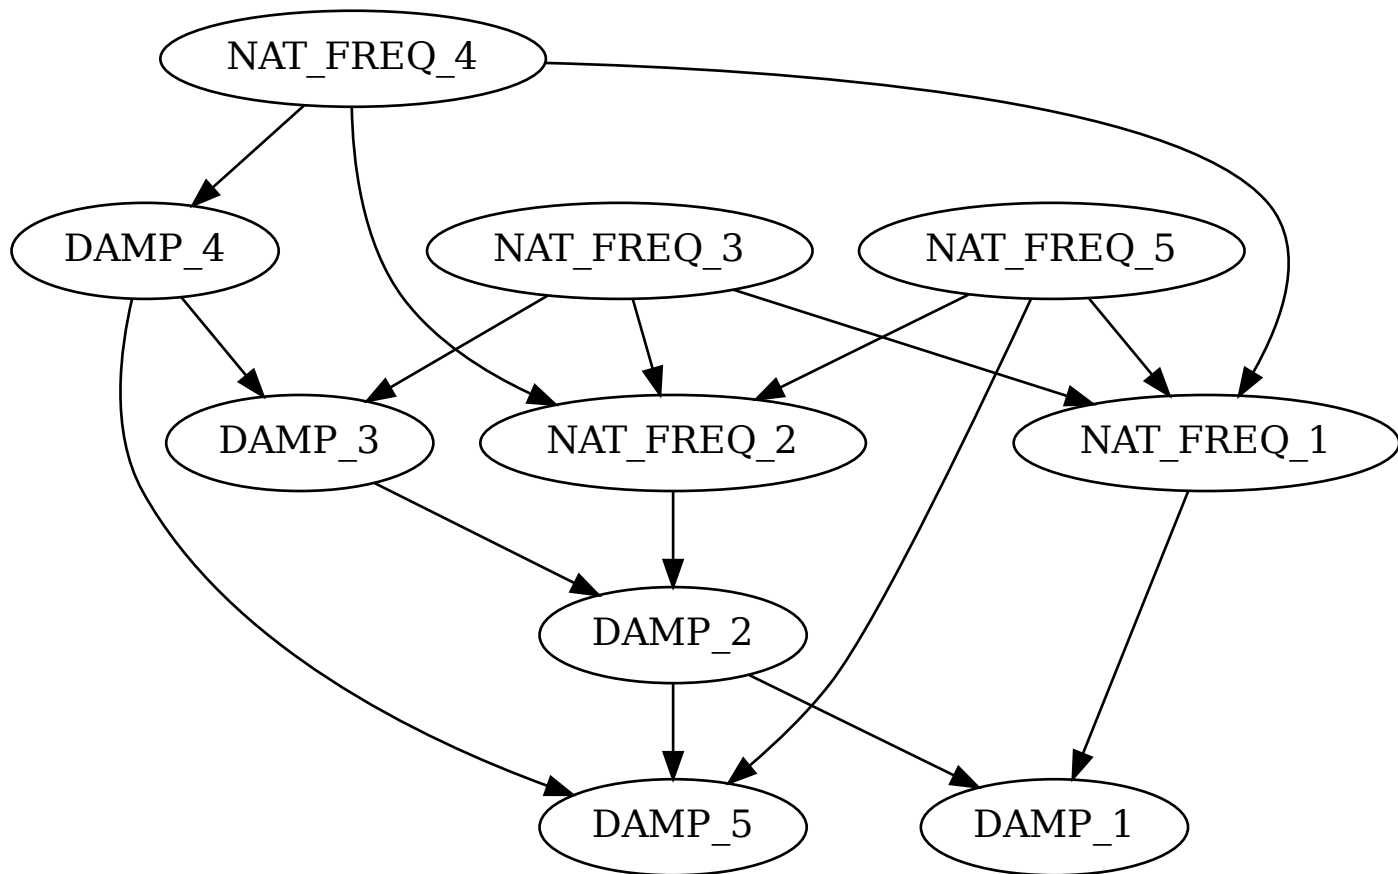 NAT_FREQ_4
DAMP_4
NAT_FREQ_3
NAT_FREQ_5
DAMP_3
NAT_FREQ_2
NAT_FREQ_1
DAMP_2
DAMP_5
DAMP_1